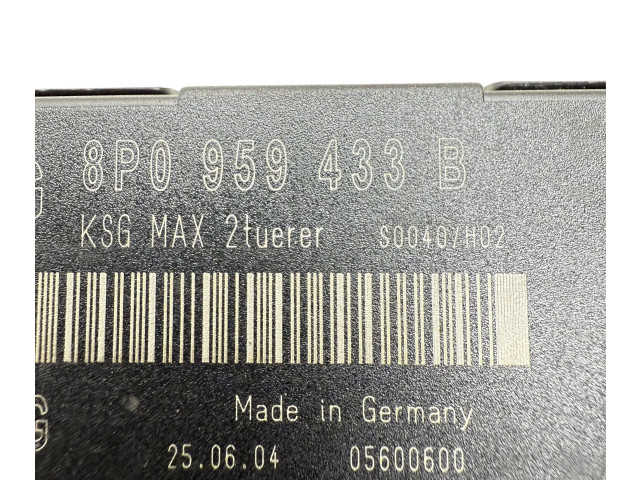 8P0 959 433 B
KSG MAX 2tuerer S0040/H02
Made in Germany
25.06.04 05600600